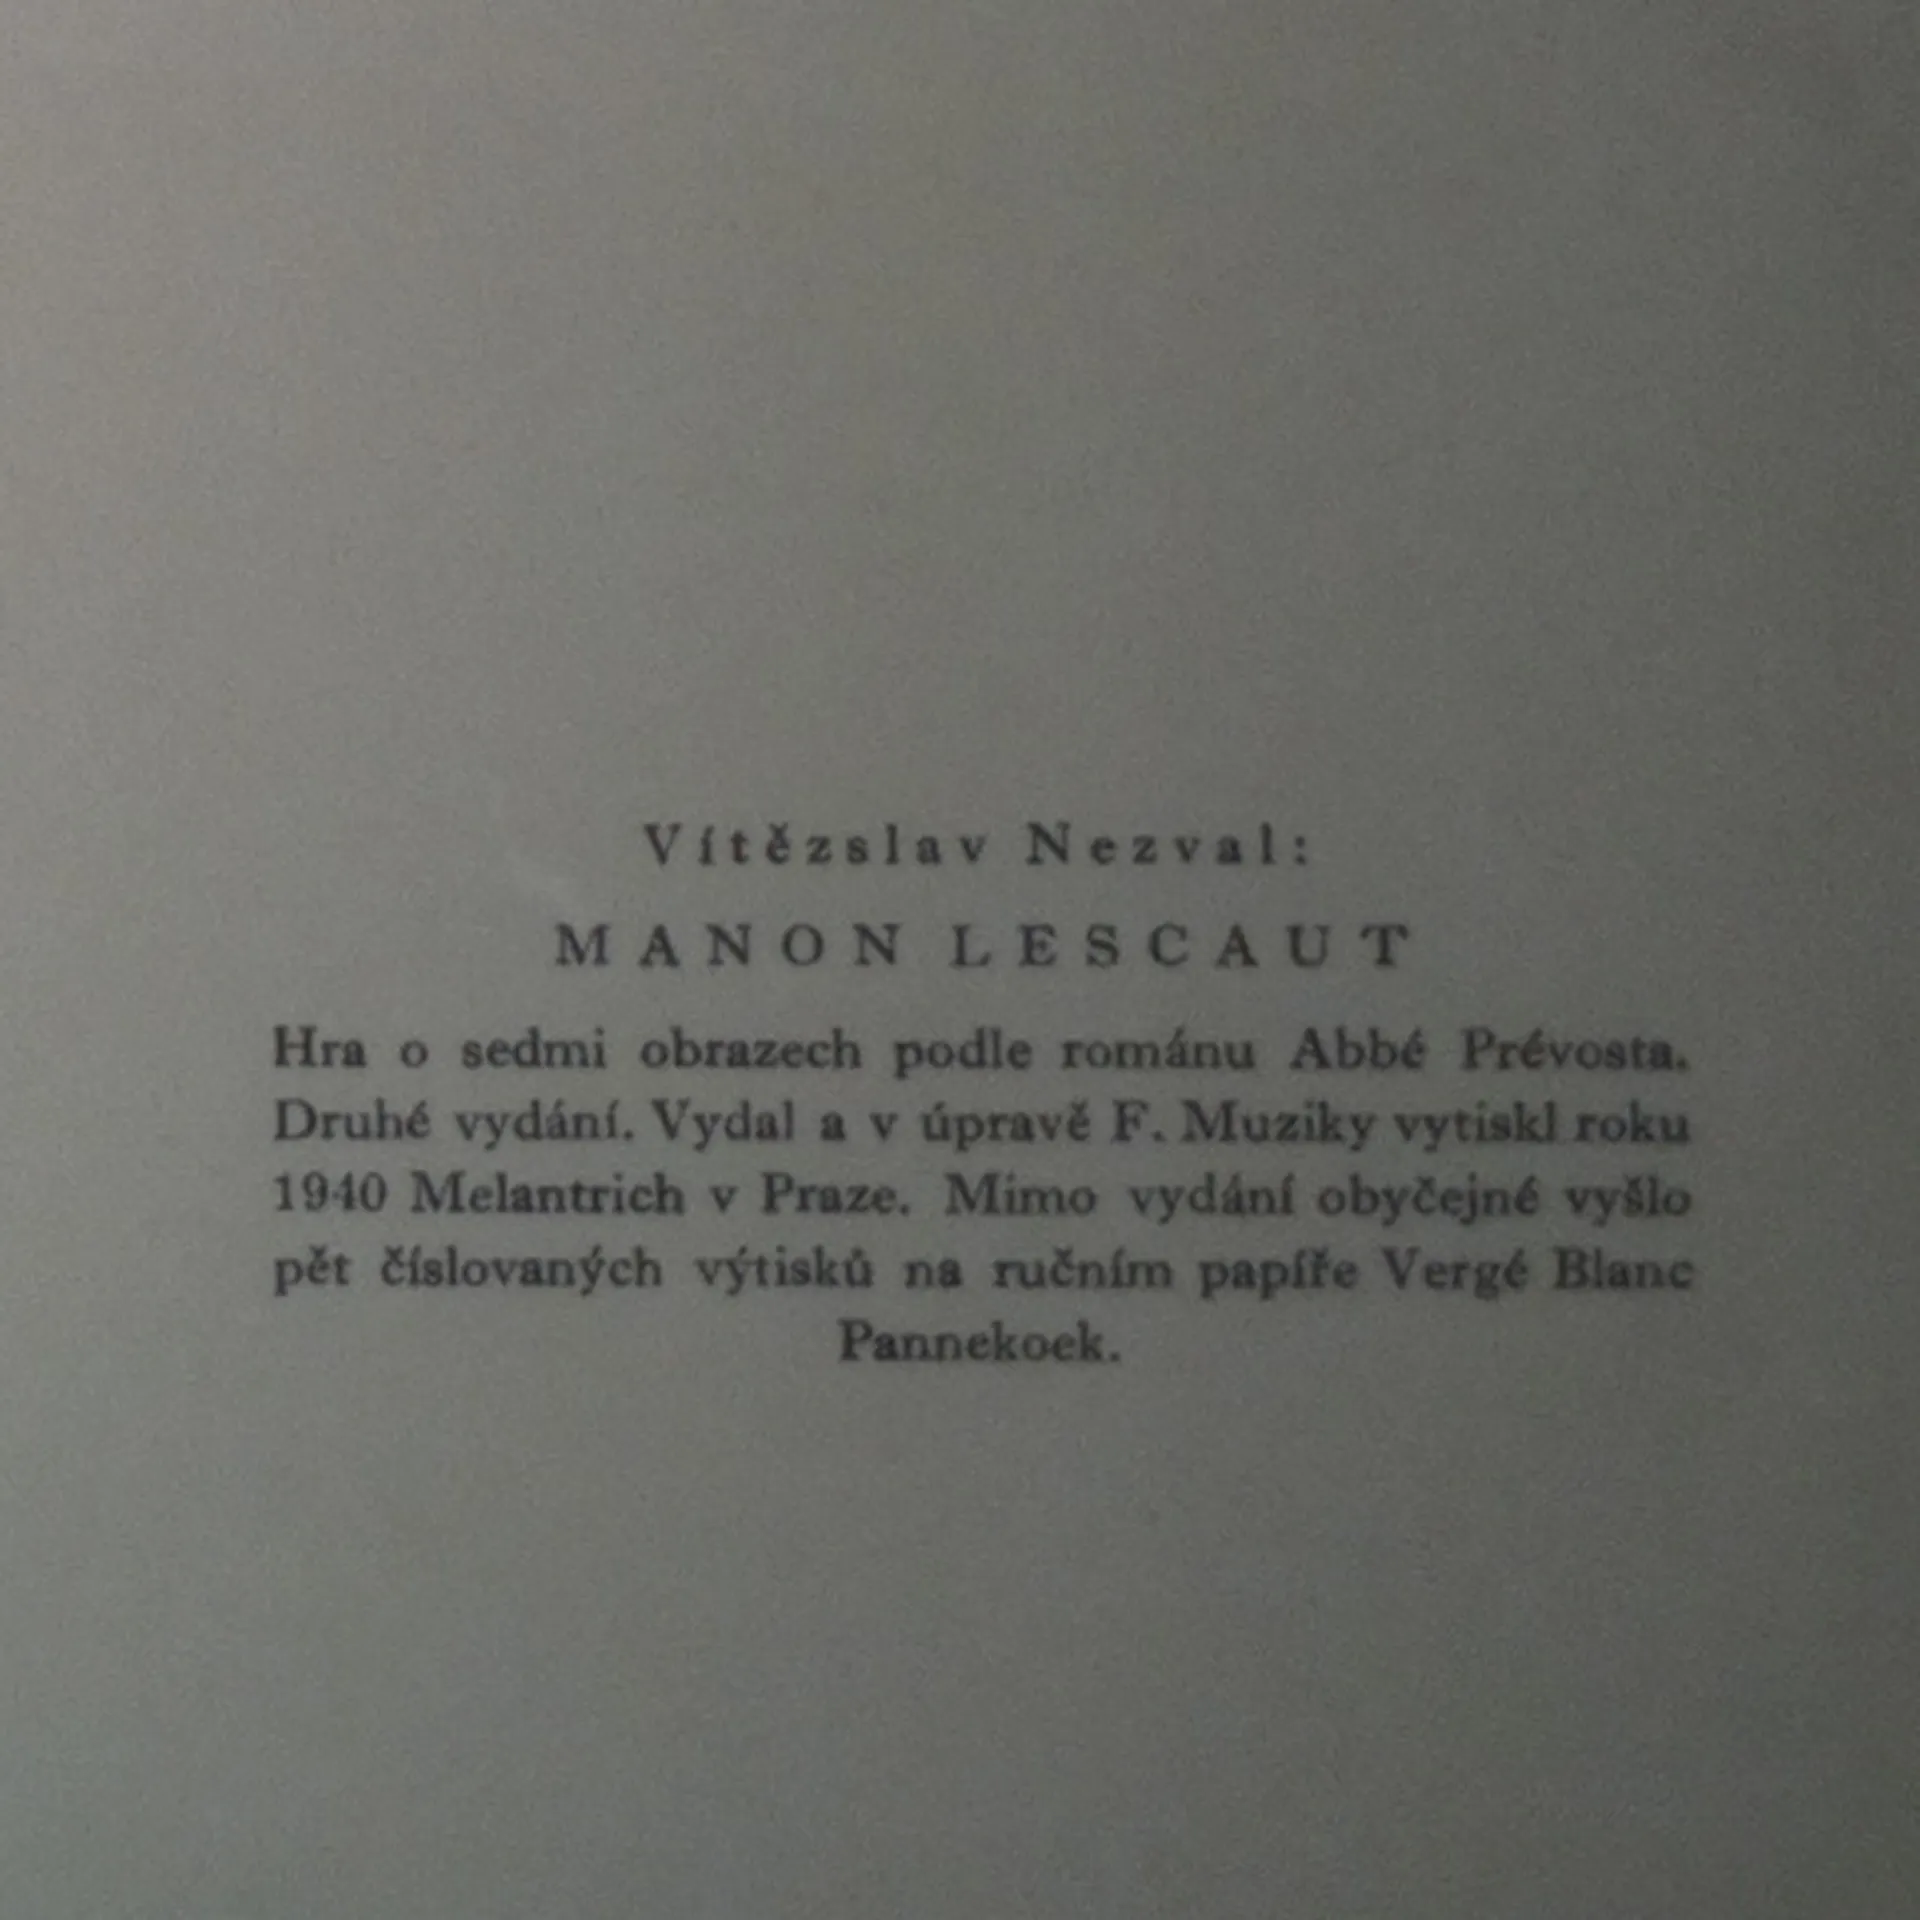 Vítězslav Nezval:
MANON LESCAUT
Hra o sedmi obrazech podle románu Abbé Prévosta.
Druhé vydání. Vydal a v úpravě F. Muziky vytiskl roku
1940 Melantrich v Praze. Mimo vydání obyčejné vyšlo
pět číslovaných výtisků na ručním papíře Vergé Blanc
Pannekoek.